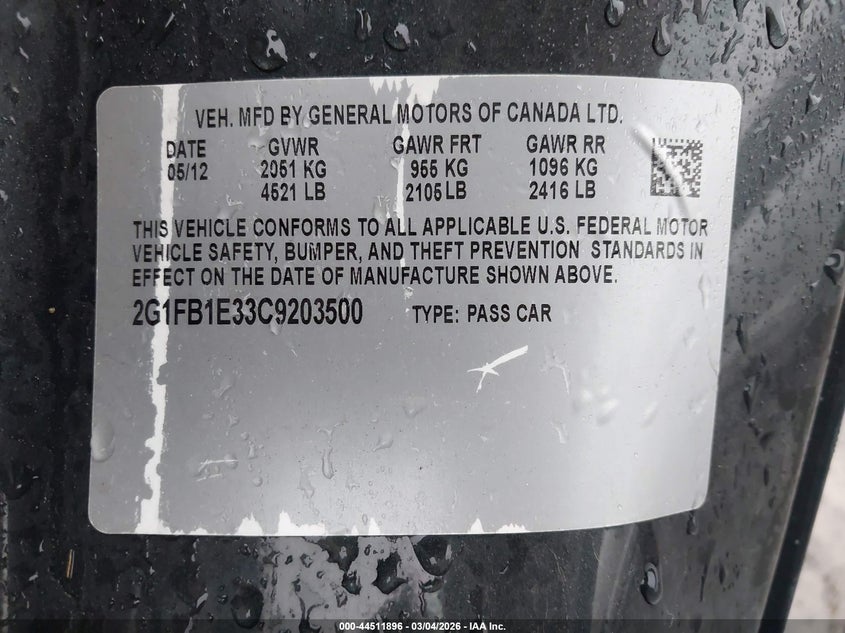 VEH. MFD BY GENERAL MOTORS OF CANADA LTD.
DATE GVWR GAWR FRT GAWR RR
05/12 2051 KG 955 KG 1096 KG
4521 LB 2105 LB 2416 LB
THIS VEHICLE CONFORMS TO ALL APPLICABLE U.S. FEDERAL MOTOR
VEHICLE SAFETY, BUMPER, AND THEFT PREVENTION STANDARDS IN
EFFECT ON THE DATE OF MANUFACTURE SHOWN ABOVE.
2G1FB1E33C9203500 TYPE: PASS CAR
000-44511896 - 03/04/2026 - IAA Inc.